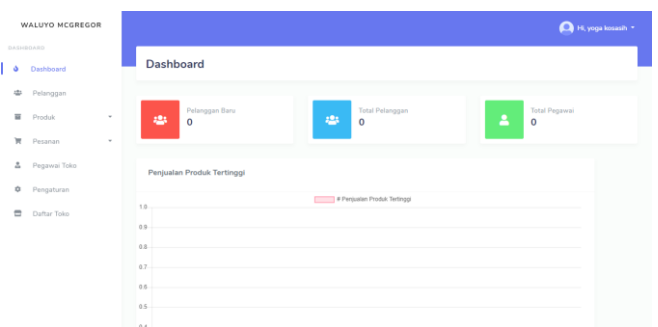 WALUYO MCGREGOR
Hi, yoga kosasih
DASHBOARD
Dashboard
Pelanggan
Produk
Pesanan
Pegawai Toko
Pengaturan
Daftar Toko
Dashboard
Pelanggan Baru
0
Total Pelanggan
0
Total Pegawai
0
Penjualan Produk Tertinggi
# Penjualan Produk Tertinggi
1.0
0.9
0.8
0.7
0.6
0.5
0.4